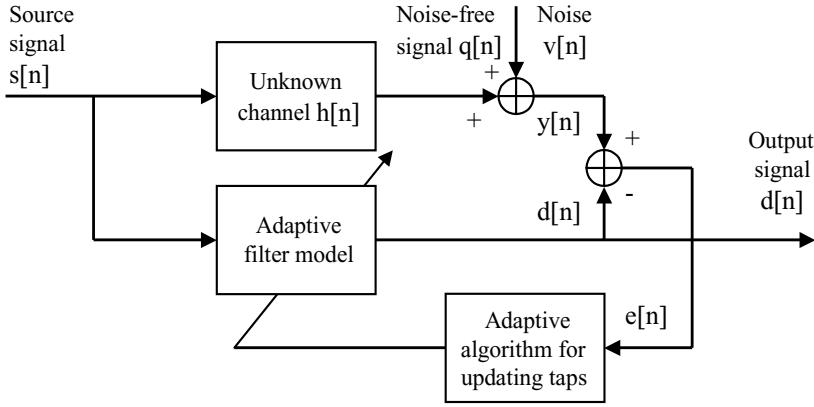 Source
signal
s[n]
Unknown
channel h[n]
Noise-free
signal q[n]
Noise
v[n]
+
+
y[n]
+
-
Output
signal
d[n]
Adaptive
filter model
d[n]
Adaptive
algorithm for
updating taps
e[n]